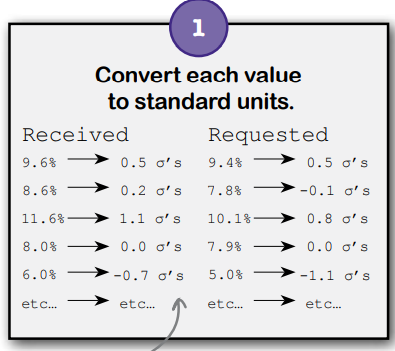 1
Convert each value
to standard units.
Received Requested
9.6% 0.5 σ's 9.4% 0.5 σ's
8.6% 0.2 σ's 7.8% -0.1 σ's
11.6% 1.1 σ's 10.1% 0.8 σ's
8.0% 0.0 σ's 7.9% 0.0 σ's
6.0% -0.7 σ's 5.0% -1.1 σ's
etc… etc… etc… etc…